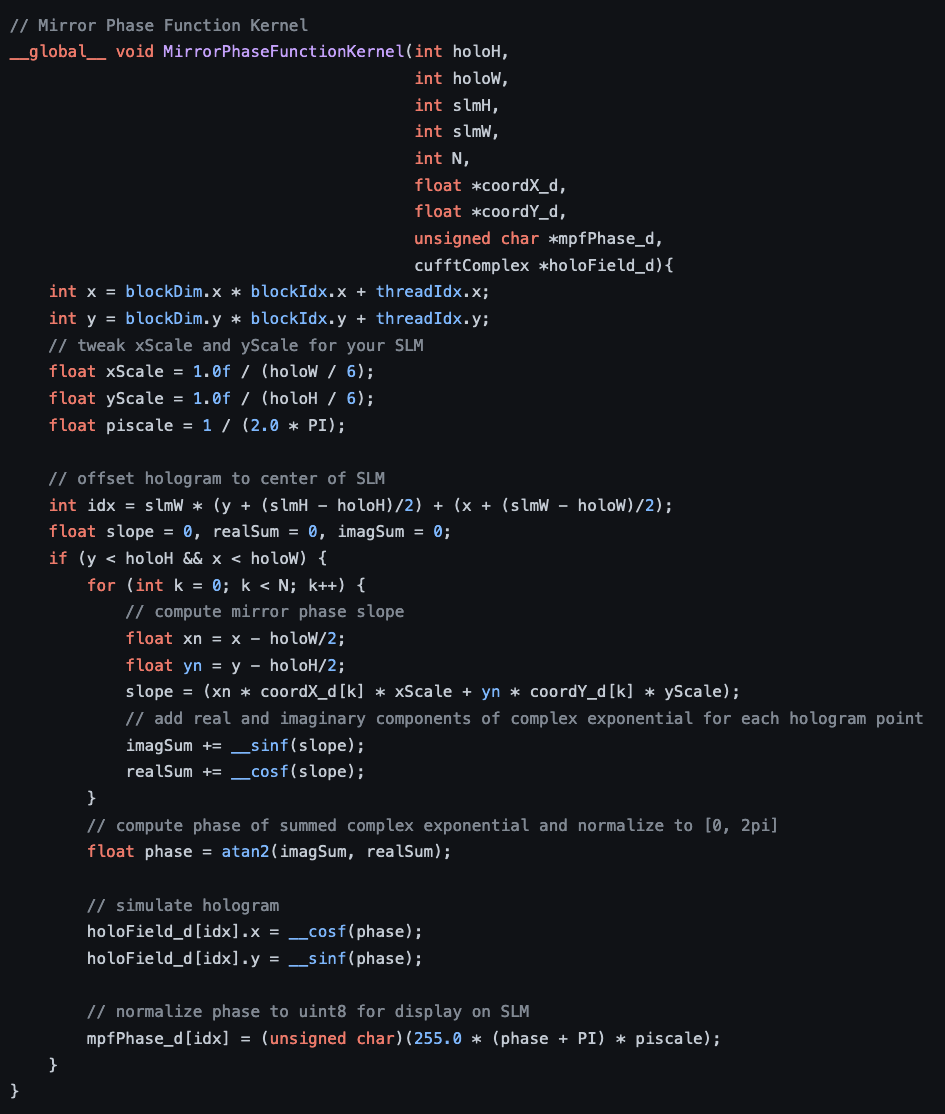 // Mirror Phase Function Kernel
__global__ void MirrorPhaseFunctionKernel(int holoH,
                                          int holoW,
                                          int slmH,
                                          int slmW,
                                          int N,
                                          float *coordX_d,
                                          float *coordY_d,
                                          unsigned char *mpfPhase_d,
                                          cufftComplex *holoField_d){
    int x = blockDim.x * blockIdx.x + threadIdx.x;
    int y = blockDim.y * blockIdx.y + threadIdx.y;
    // tweak xScale and yScale for your SLM
    float xScale = 1.0f / (holoW / 6);
    float yScale = 1.0f / (holoH / 6);
    float piscale = 1 / (2.0 * PI);

    // offset hologram to center of SLM
    int idx = slmW * (y + (slmH - holoH)/2) + (x + (slmW - holoW)/2);
    float slope = 0, realSum = 0, imagSum = 0;
    if (y < holoH && x < holoW) {
        for (int k = 0; k < N; k++) {
            // compute mirror phase slope
            float xn = x - holoW/2;
            float yn = y - holoH/2;
            slope = (xn * coordX_d[k] * xScale + yn * coordY_d[k] * yScale);
            // add real and imaginary components of complex exponential for each hologram point
            imagSum += __sinf(slope);
            realSum += __cosf(slope);
        }
        // compute phase of summed complex exponential and normalize to [0, 2pi]
        float phase = atan2(imagSum, realSum);

        // simulate hologram
        holoField_d[idx].x = __cosf(phase);
        holoField_d[idx].y = __sinf(phase);

        // normalize phase to uint8 for display on SLM
        mpfPhase_d[idx] = (unsigned char)(255.0 * (phase + PI) * piscale);
    }
}